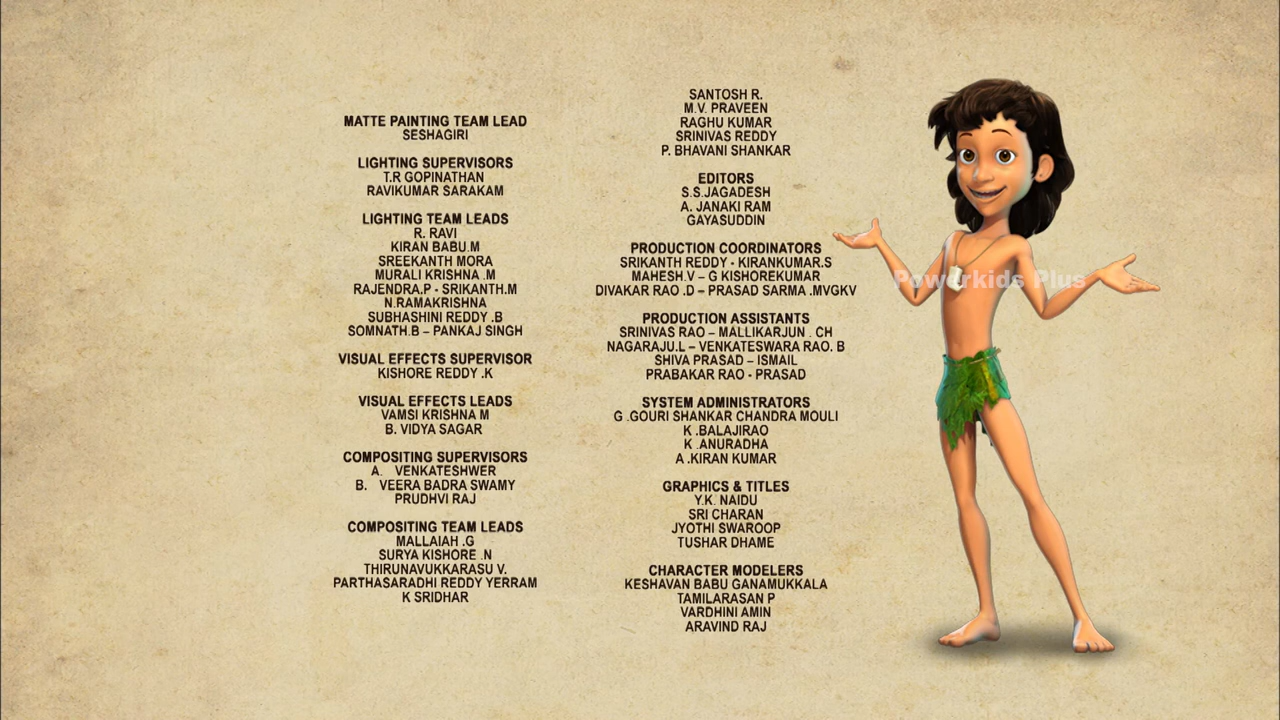 MATTE PAINTING TEAM LEAD
SESHAGIRI
LIGHTING SUPERVISORS
T.R GOPINATHAN
RAVIKUMAR SARAKAM
LIGHTING TEAM LEADS
R. RAVI
KIRAN BABU.M
SREEKANTH MORA
MURALI KRISHNA .M
RAJENDRA.P - SRIKANTH.M
N.RAMAKRISHNA
SUBHASHINI REDDY .B
SOMNATH.B – PANKAJ SINGH
VISUAL EFFECTS SUPERVISOR
KISHORE REDDY .K
VISUAL EFFECTS LEADS
VAMSI KRISHNA M
B. VIDYA SAGAR
COMPOSITING SUPERVISORS
A. VENKATESHWER
B. VEERA BADRA SWAMY
PRUDHVI RAJ
COMPOSITING TEAM LEADS
MALLAIAH .G
SURYA KISHORE .N
THIRUNAVUKKARASU V.
PARTHASARADHI REDDY YERRAM
K SRIDHAR
SANTOSH R.
M.V. PRAVEEN
RAGHU KUMAR
SRINIVAS REDDY
P. BHAVANI SHANKAR
EDITORS
S.S.JAGADESH
A. JANAKI RAM
GAYASUDDIN
PRODUCTION COORDINATORS
SRIKANTH REDDY - KIRANKUMAR.S
MAHESH.V – G KISHOREKUMAR
DIVAKAR RAO .D – PRASAD SARMA .MVGKV
PRODUCTION ASSISTANTS
SRINIVAS RAO – MALLIKARJUN . CH
NAGARAJU.L – VENKATESWARA RAO. B
SHIVA PRASAD – ISMAIL
PRABAKAR RAO - PRASAD
SYSTEM ADMINISTRATORS
G .GOURI SHANKAR CHANDRA MOULI
K .BALAJIRAO
K .ANURADHA
A .KIRAN KUMAR
GRAPHICS & TITLES
Y.K. NAIDU
SRI CHARAN
JYOTHI SWAROOP
TUSHAR DHAME
CHARACTER MODELERS
KESHAVAN BABU GANAMUKKALA
TAMILARASAN P
VARDHINI AMIN
ARAVIND RAJ
Powerkids Plus